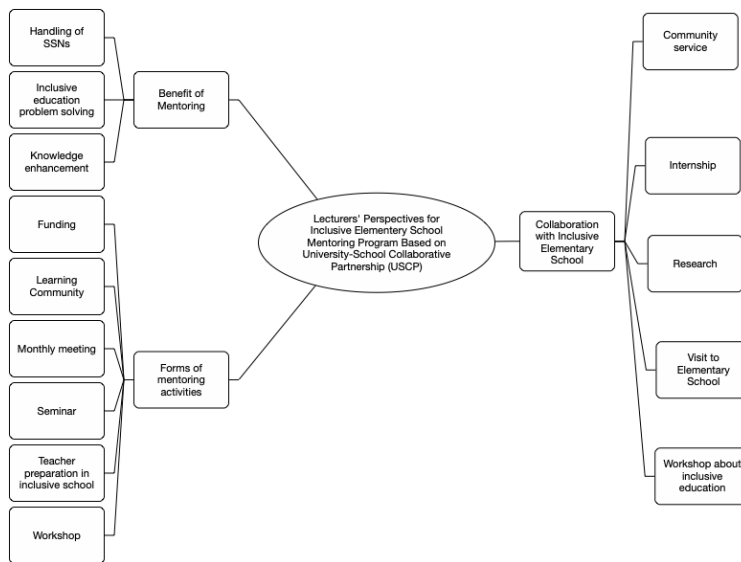 Handling of
SSNs
Inclusive
education
problem solving
Knowledge
enhancement
Benefit of
Mentoring
Funding
Learning
Community
Monthly meeting
Seminar
Teacher
preparation in
inclusive school
Workshop
Forms of
mentoring
activities
Lecturers' Perspectives for
Inclusive Elementery School
Mentoring Program Based on
University-School Collaborative
Partnership (USCP)
Collaboration
with Inclusive
Elementary
School
Community
service
Internship
Research
Visit to
Elementary
School
Workshop about
inclusive
education